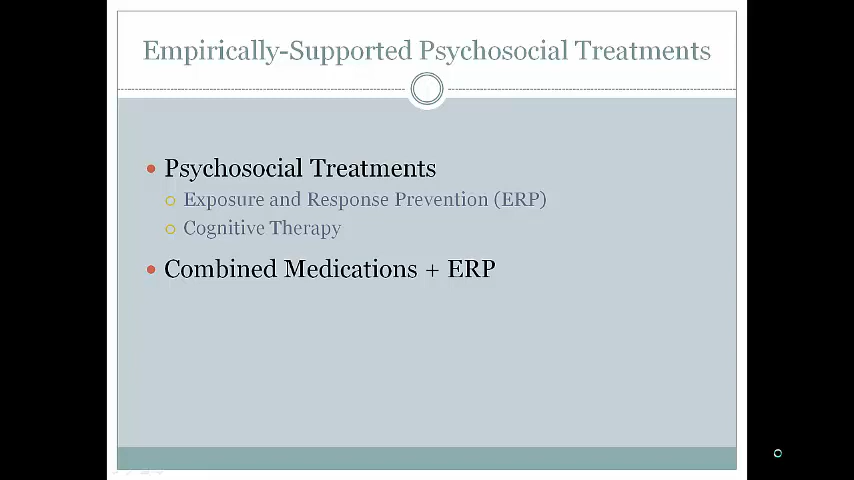 Empirically-Supported Psychosocial Treatments
Psychosocial Treatments
Exposure and Response Prevention (ERP)
Cognitive Therapy
Combined Medications + ERP